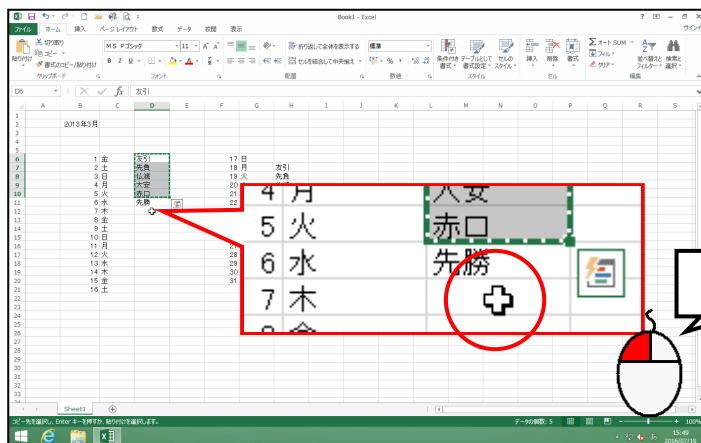 Book1 - Excel
サインイ
ファイル ホーム 挿入 ページレイアウト 数式 データ 校閲 表示
切り取り
コピー
書式のコピー/貼り付け
貼り付け
ＭＳ Ｐゴシック 11
B I U
折り返して全体を表示する
セルを結合して中央揃え
標準
条件付き書式 テーブルとして書式設定 セルのスタイル
挿入 削除 書式
オート SUM
フィル
クリア
並べ替えとフィルター 検索と選択
クリップボード フォント 配置 数値 スタイル セル 編集
D6 fx 友引
A B C D E F G H I J K L M N O P Q R S
2013年3月
1 金 友引 17 日
2 土 先負 18 月 友引
3 日 仏滅 19 火
4 月 大安 20
5 火 赤口 21
6 水 先勝 22
7 木
8 金
9 土
10 日
11 月
12 火 28
13 水 29
14 木 30
15 金 31
16 土
4 月 大安
5 火 赤口
6 水 先勝
7 木
Sheet1
コピー先を選択し、Enter キーを押すか、貼り付けを選択します。
データの個数: 5
100%
15:49
2016/07/19